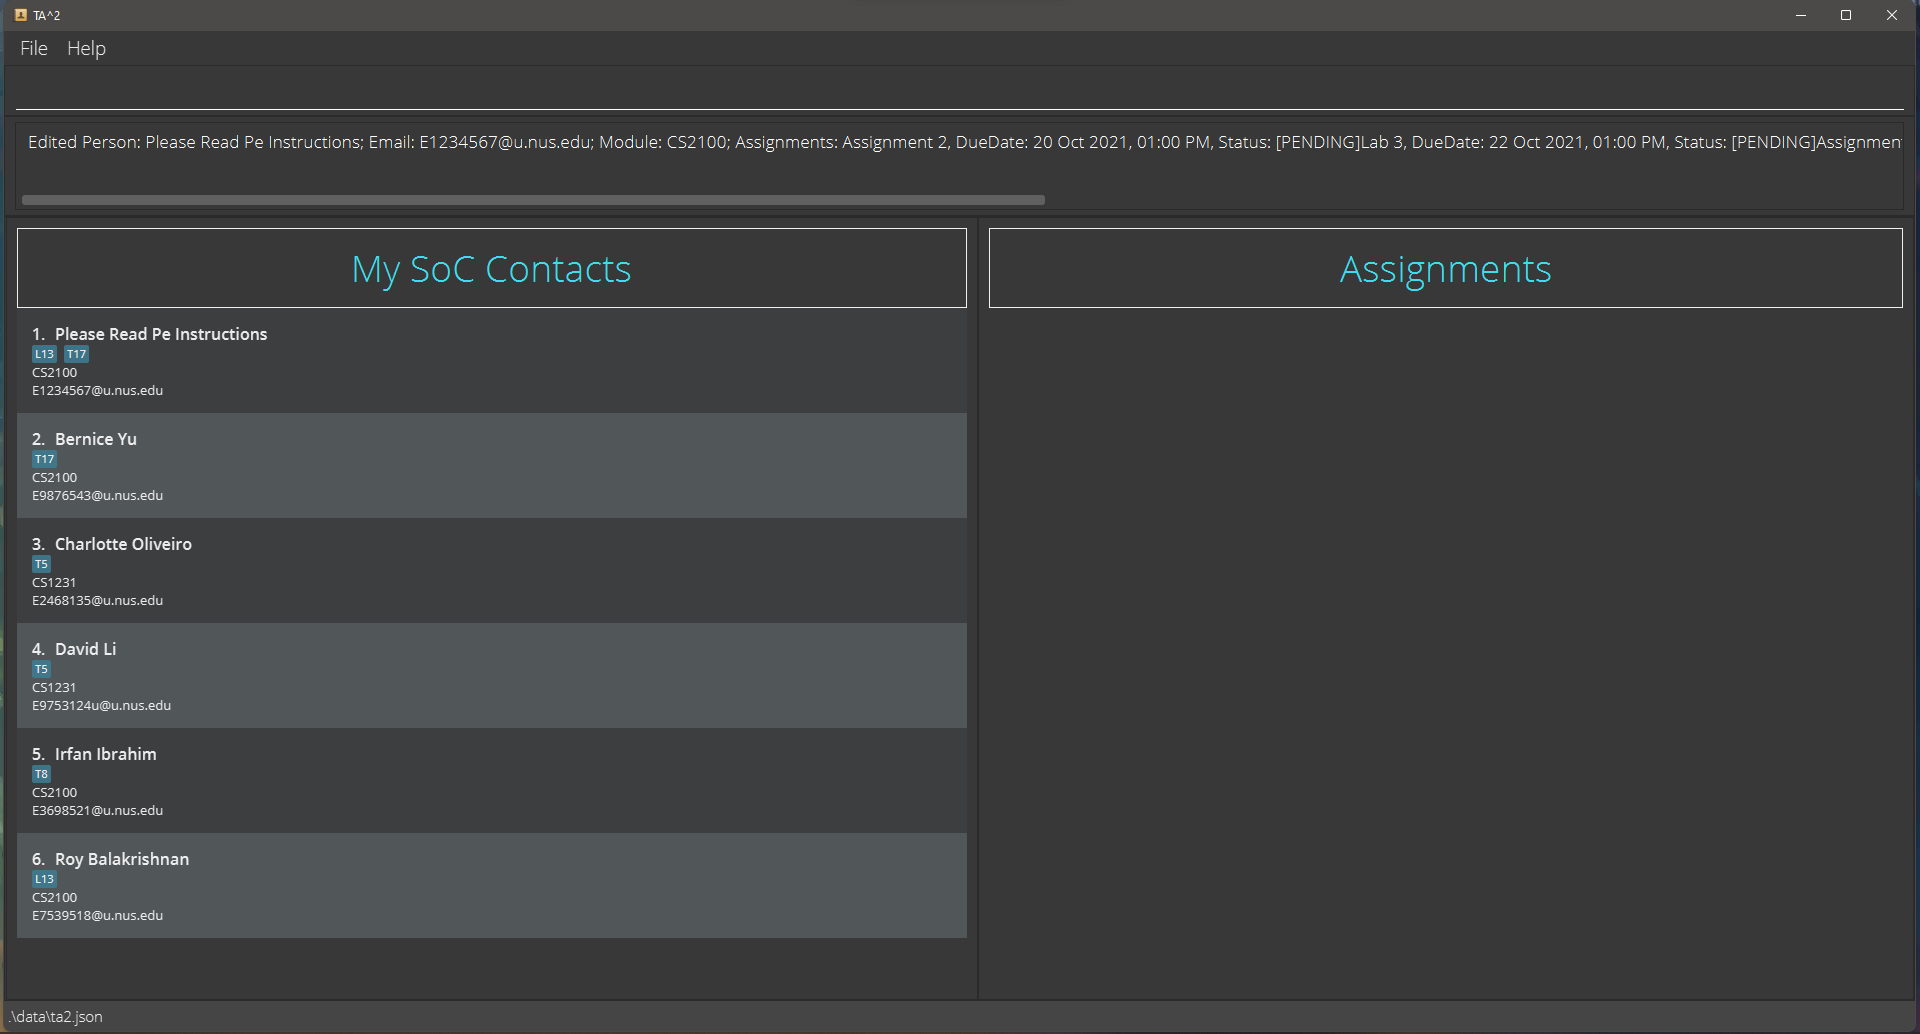 TA^2
File Help
Edited Person: Please Read Pe Instructions; Email: E1234567@u.nus.edu; Module: CS2100; Assignments: Assignment 2, DueDate: 20 Oct 2021, 01:00 PM, Status: [PENDING]Lab 3, DueDate: 22 Oct 2021, 01:00 PM, Status: [PENDING]Assignmen
My SoC Contacts
1. Please Read Pe Instructions
L13 T17
CS2100
E1234567@u.nus.edu
2. Bernice Yu
T17
CS2100
E9876543@u.nus.edu
3. Charlotte Oliveiro
T5
CS1231
E2468135@u.nus.edu
4. David Li
T5
CS1231
E9753124u@u.nus.edu
5. Irfan Ibrahim
T8
CS2100
E3698521@u.nus.edu
6. Roy Balakrishnan
L13
CS2100
E7539518@u.nus.edu
Assignments
.\data\ta2.json